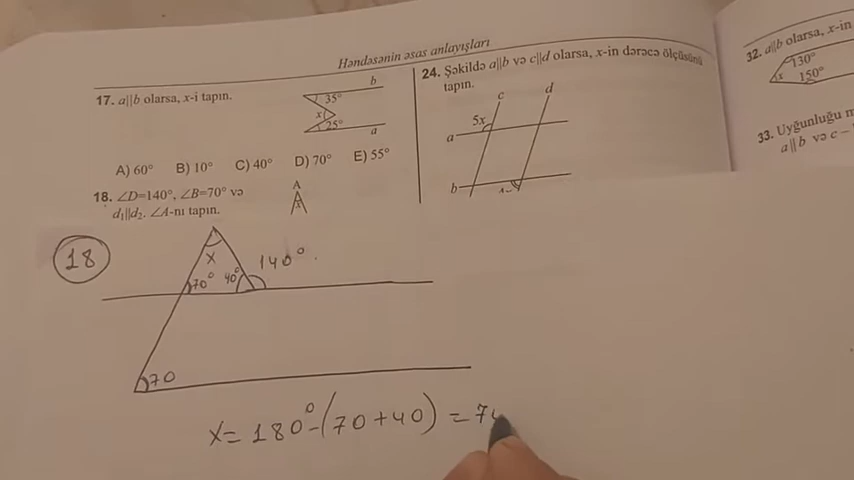 Həndəsənin əsas anlayışları
17. a||b olarsa, x-i tapın.
b
35°
x
25°
a
A) 60° B) 10° C) 40° D) 70° E) 55°
18. ∠D=140°, ∠B=70° və
d₁||d₂. ∠A-nı tapın.
A
x
24. Şəkildə a||b və c||d olarsa, x-in dərəcə ölçüsünü
tapın.
c
d
5x
a
b
32. a||b olarsa, x-in
130°
x
150°
33. Uyğunluğu
a||b və c
18
x
70° 40° 140°
70
x = 180° - (70 + 40) = 7